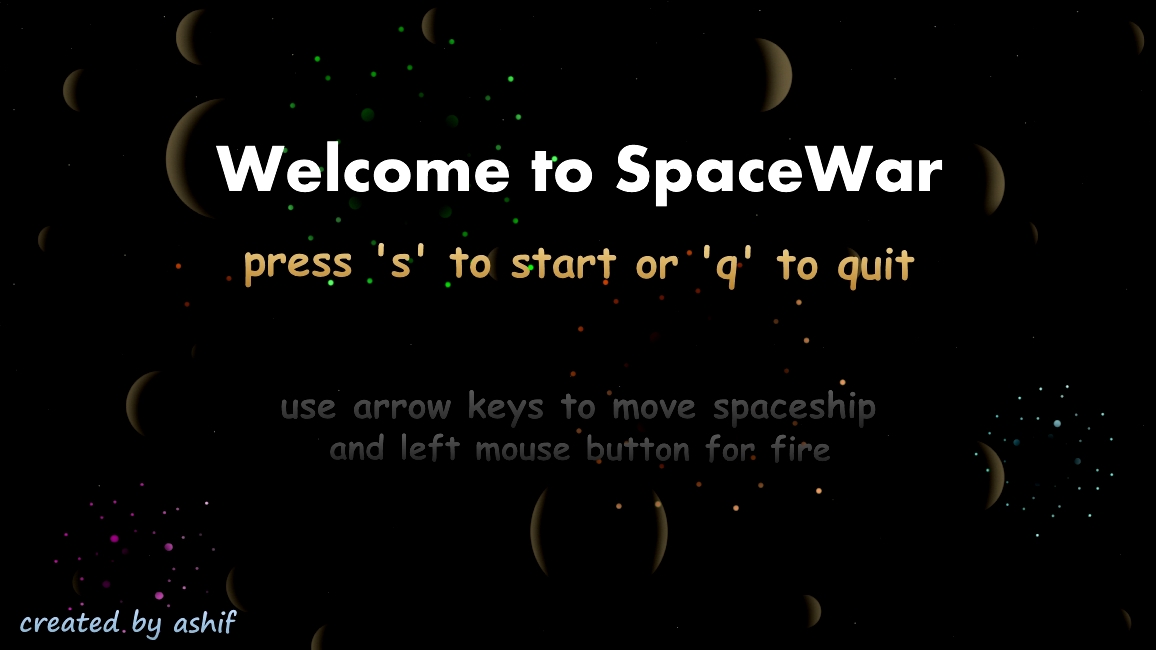 Welcome to SpaceWar
press 's' to start or 'q' to quit
use arrow keys to move spaceship
and left mouse button for fire
created by ashif